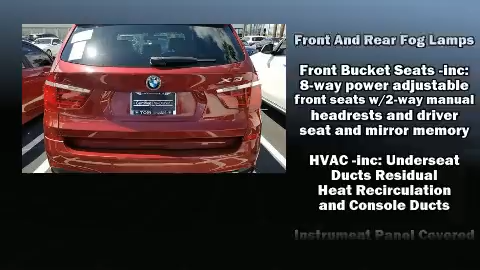 X3
Certified
Front And Rear Fog Lamps
Front Bucket Seats -inc:
8-way power adjustable
front seats w/2-way manual
headrests and driver
seat and mirror memory
HVAC -inc: Underseat
Ducts Residual
Heat Recirculation
and Console Ducts
Instrument Panel Covered